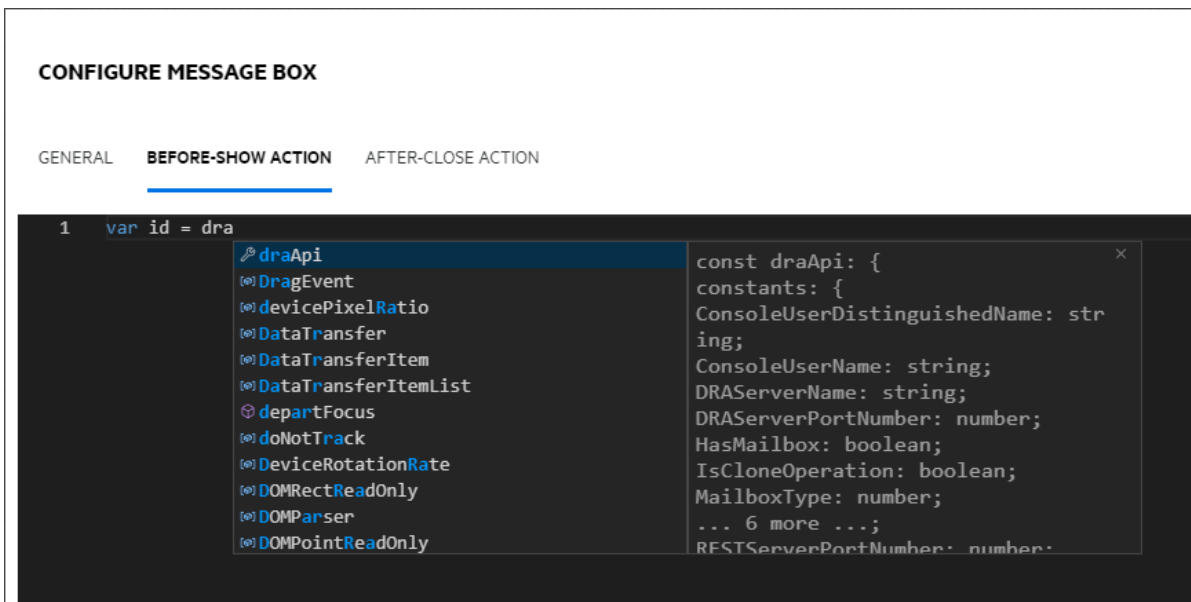 CONFIGURE MESSAGE BOX
GENERAL BEFORE-SHOW ACTION AFTER-CLOSE ACTION
1 var id = dra
draApi
DragEvent
devicePixelRatio
DataTransfer
DataTransferItem
DataTransferItemList
departFocus
doNotTrack
DeviceRotationRate
DOMRectReadOnly
DOMParser
DOMPointReadOnly
const draApi: {
constants: {
ConsoleUserDistinguishedName: str
ing;
ConsoleUserName: string;
DRAServerName: string;
DRAServerPortNumber: number;
HasMailbox: boolean;
IsCloneOperation: boolean;
MailboxType: number;
... 6 more ...;
RESTServerPortNumber: number;